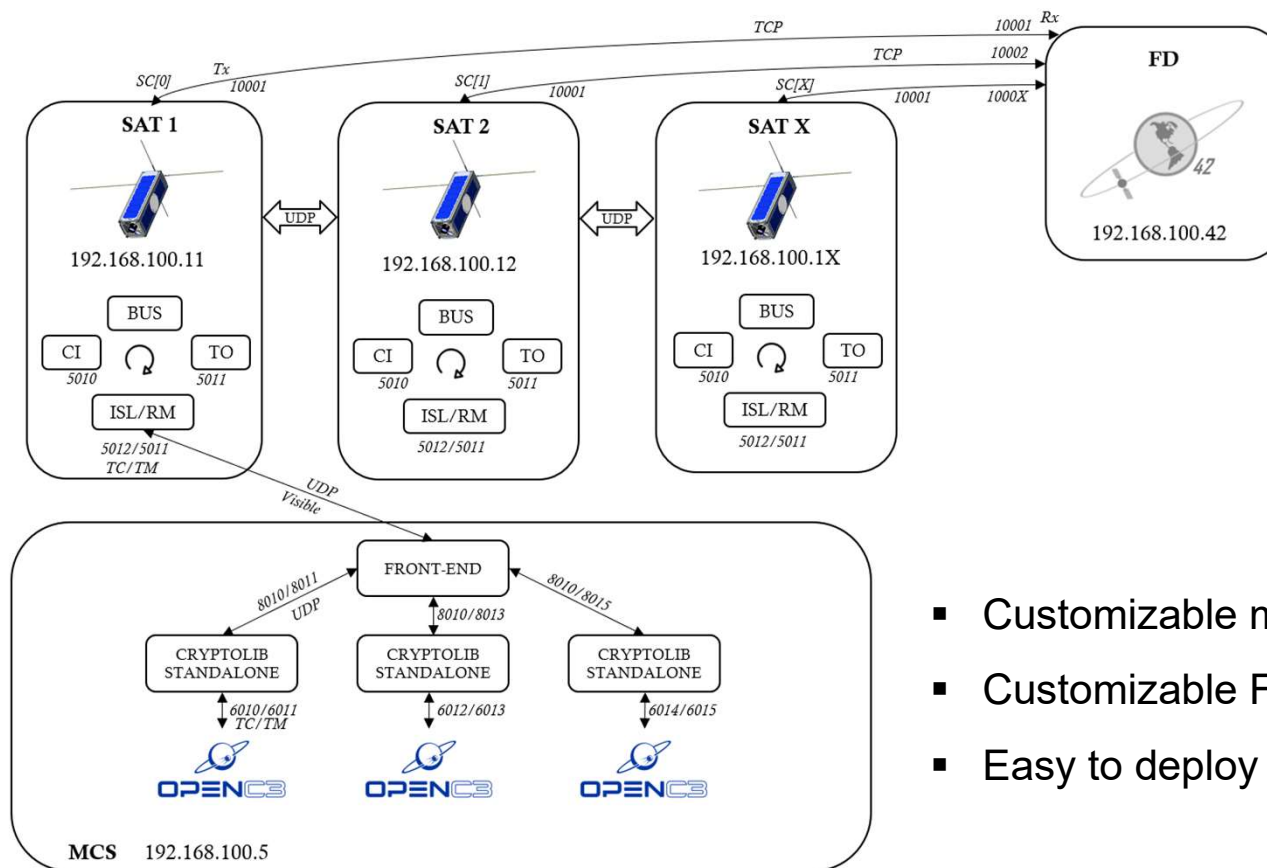 TCP
10001
Rx
TCP
10002
SC[0]
Tx
10001
SC[1]
10001
SC[X]
10001
1000X
FD
42
192.168.100.42
SAT 1
192.168.100.11
BUS
CI
5010
TO
5011
ISL/RM
5012/5011
TC/TM
UDP
SAT 2
192.168.100.12
BUS
CI
5010
TO
5011
ISL/RM
5012/5011
UDP
SAT X
192.168.100.1X
BUS
CI
5010
TO
5011
ISL/RM
5012/5011
UDP
Visible
FRONT-END
8010/8011
UDP
8010/8013
8010/8015
CRYPTOLIB
STANDALONE
CRYPTOLIB
STANDALONE
CRYPTOLIB
STANDALONE
6010/6011
TC/TM
6012/6013
6014/6015
OPENC3
OPENC3
OPENC3
MCS 192.168.100.5
▪ Customizable
▪ Customizable
▪ Easy to deploy